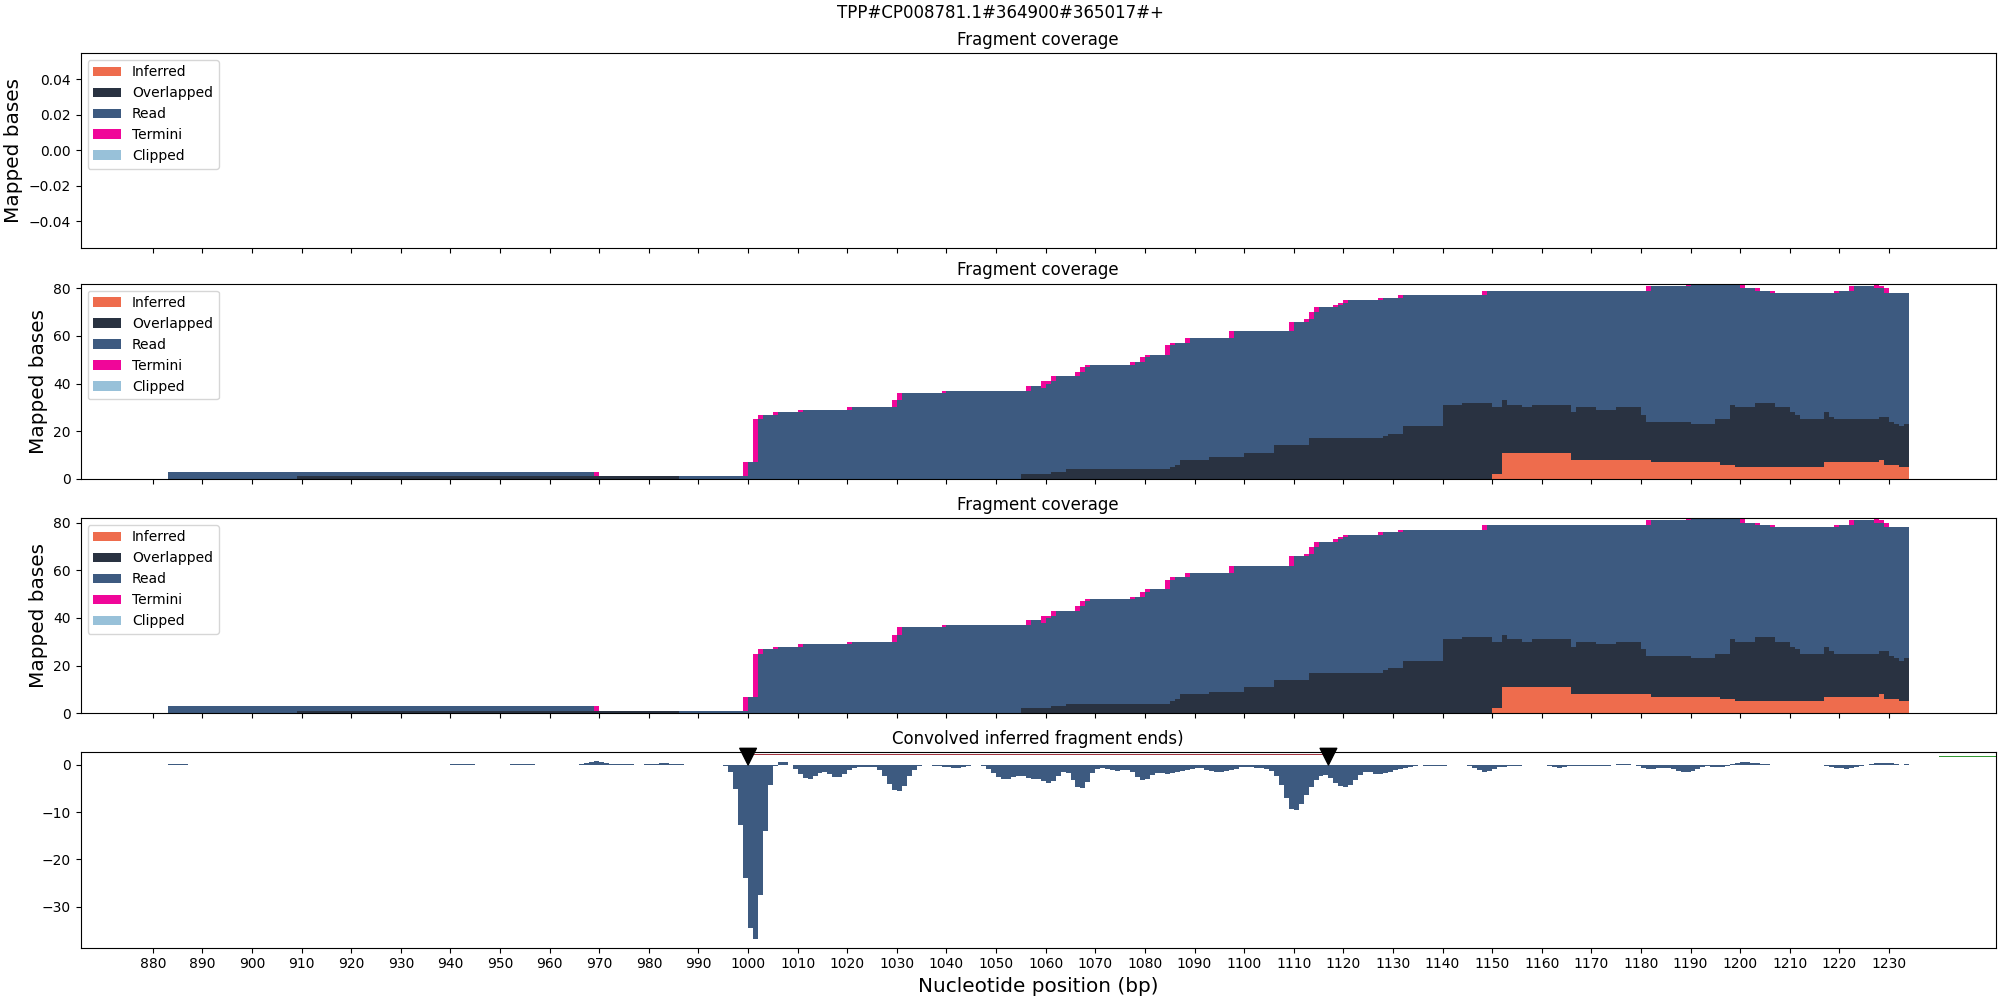 TPP#CP008781.1#364900#365017#+
Fragment coverage
Mapped bases
0.04
0.02
0.00
−0.02
−0.04
Inferred
Overlapped
Read
Termini
Clipped
Fragment coverage
Mapped bases
80
60
40
20
0
Inferred
Overlapped
Read
Termini
Clipped
Fragment coverage
Mapped bases
80
60
40
20
0
Inferred
Overlapped
Read
Termini
Clipped
Convolved inferred fragment ends)
0
−10
−20
−30
880 890 900 910 920 930 940 950 960 970 980 990 1000 1010 1020 1030 1040 1050 1060 1070 1080 1090 1100 1110 1120 1130 1140 1150 1160 1170 1180 1190 1200 1210 1220 1230
Nucleotide position (bp)